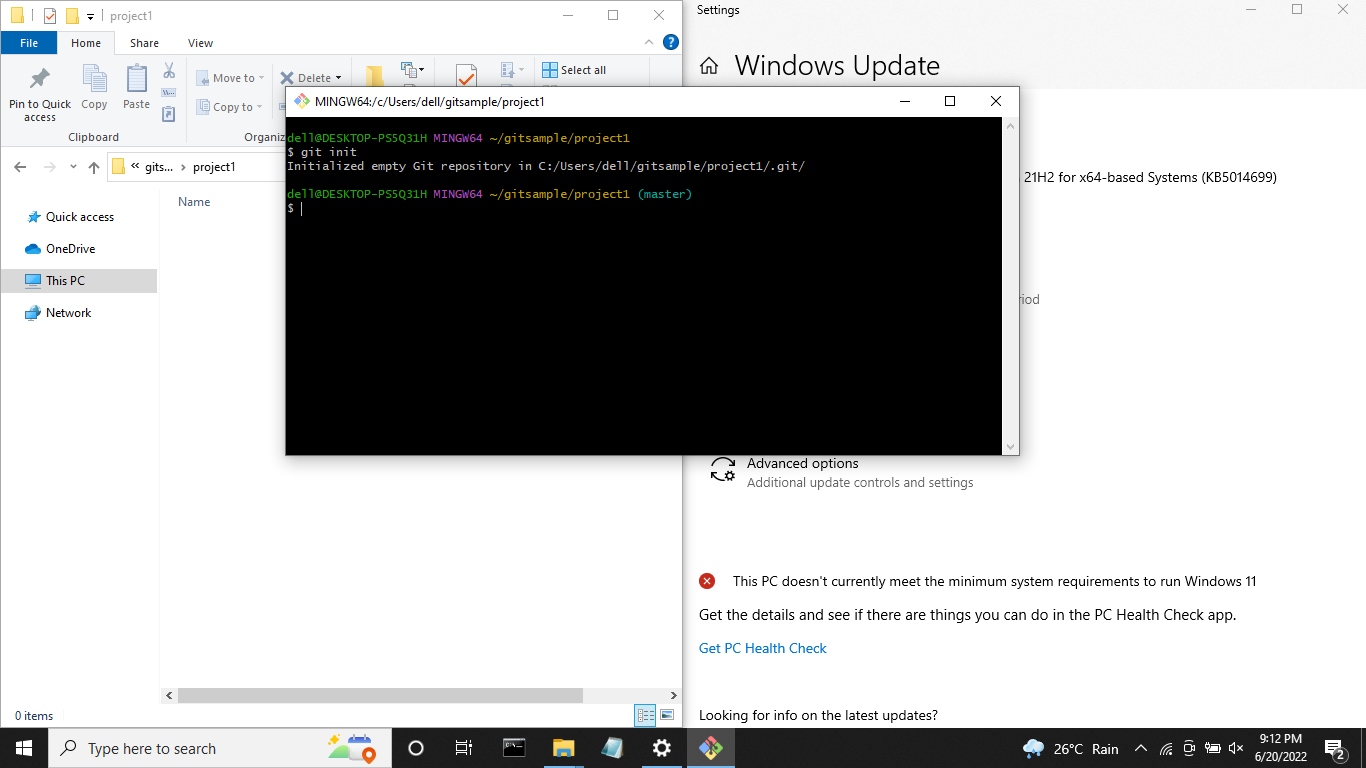 project1
File Home Share View
Pin to Quick access
Copy
Paste
Move to
Copy to
Delete
Select all
Clipboard
Organiz
« gits... > project1
Name
Quick access
OneDrive
This PC
Network
0 items
MINGW64:/c/Users/dell/gitsample/project1
dell@DESKTOP-PS5Q31H MINGW64 ~/gitsample/project1
$ git init
Initialized empty Git repository in C:/Users/dell/gitsample/project1/.git/
dell@DESKTOP-PS5Q31H MINGW64 ~/gitsample/project1 (master)
$
Settings
Windows Update
21H2 for x64-based Systems (KB5014699)
riod
Advanced options
Additional update controls and settings
This PC doesn't currently meet the minimum system requirements to run Windows 11
Get the details and see if there are things you can do in the PC Health Check app.
Get PC Health Check
Looking for info on the latest updates?
Type here to search
26°C Rain
9:12 PM
6/20/2022
2